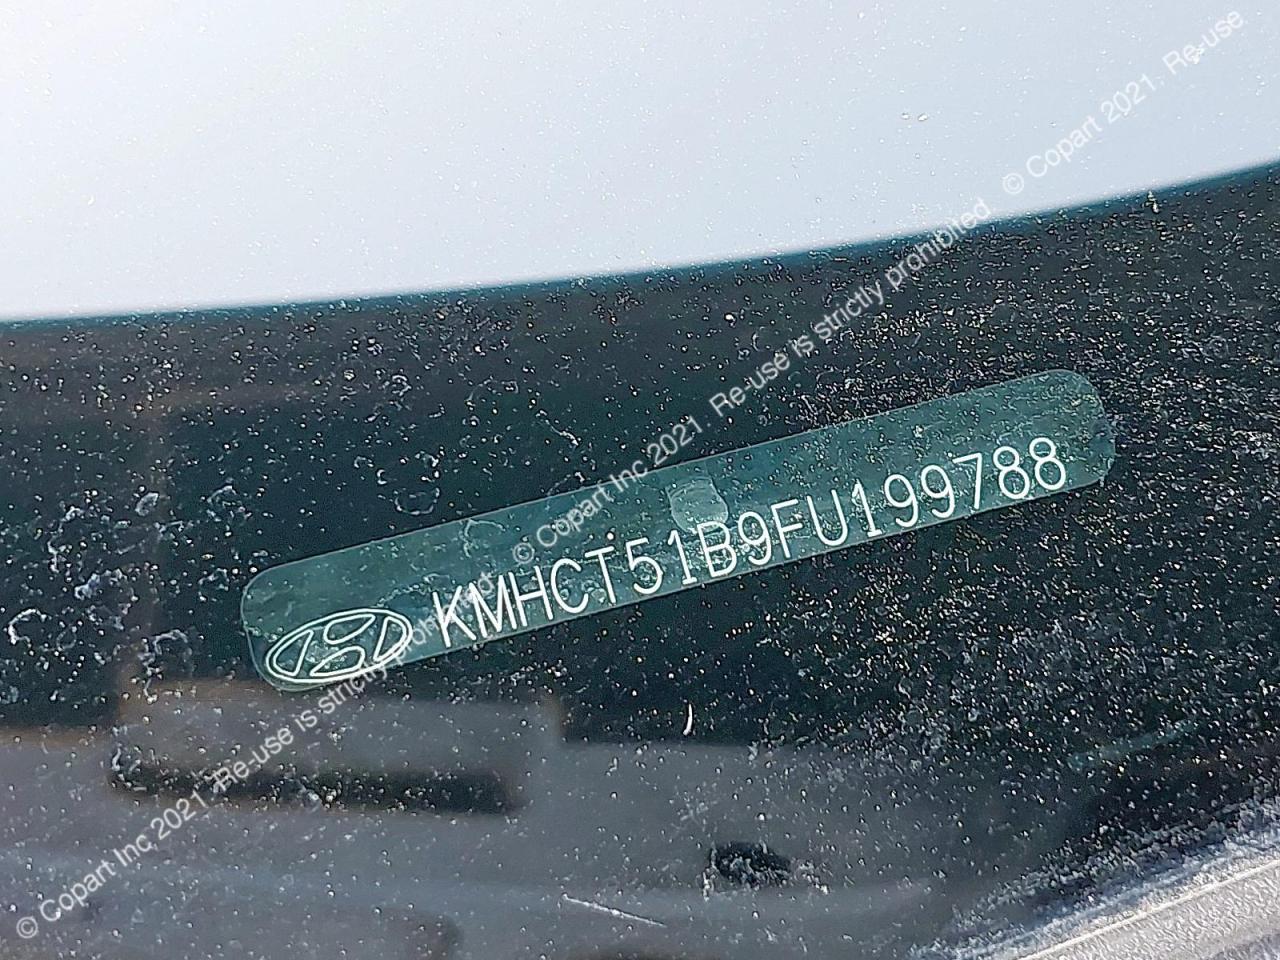 KMHCT51B9FU199788
© Copart Inc 2021. Re-use is strictly prohibited
© Copart Inc 2021. Re-use is strictly prohibited
© Copart 2021. Re-use